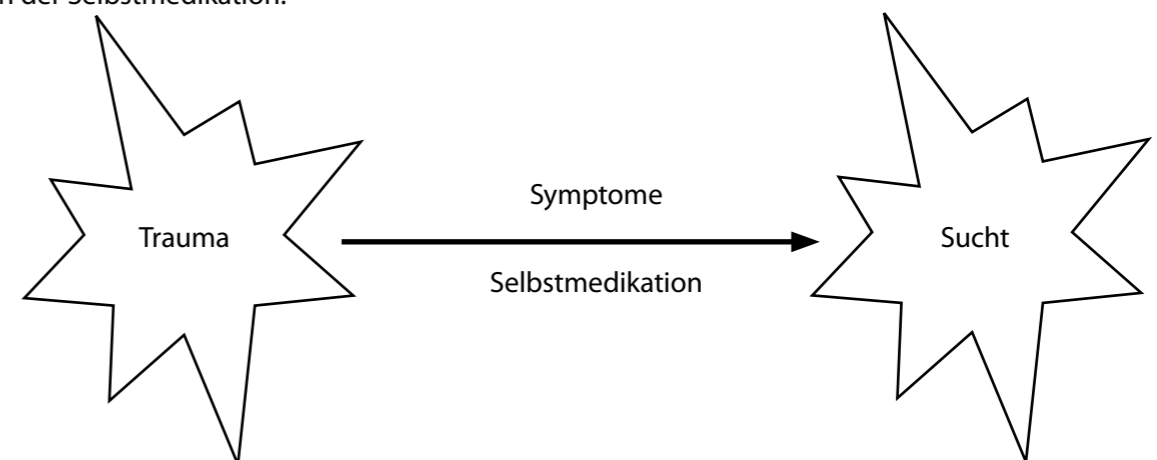 der Selbstmedikation.
Symptome
Trauma
Sucht
Selbstmedikation